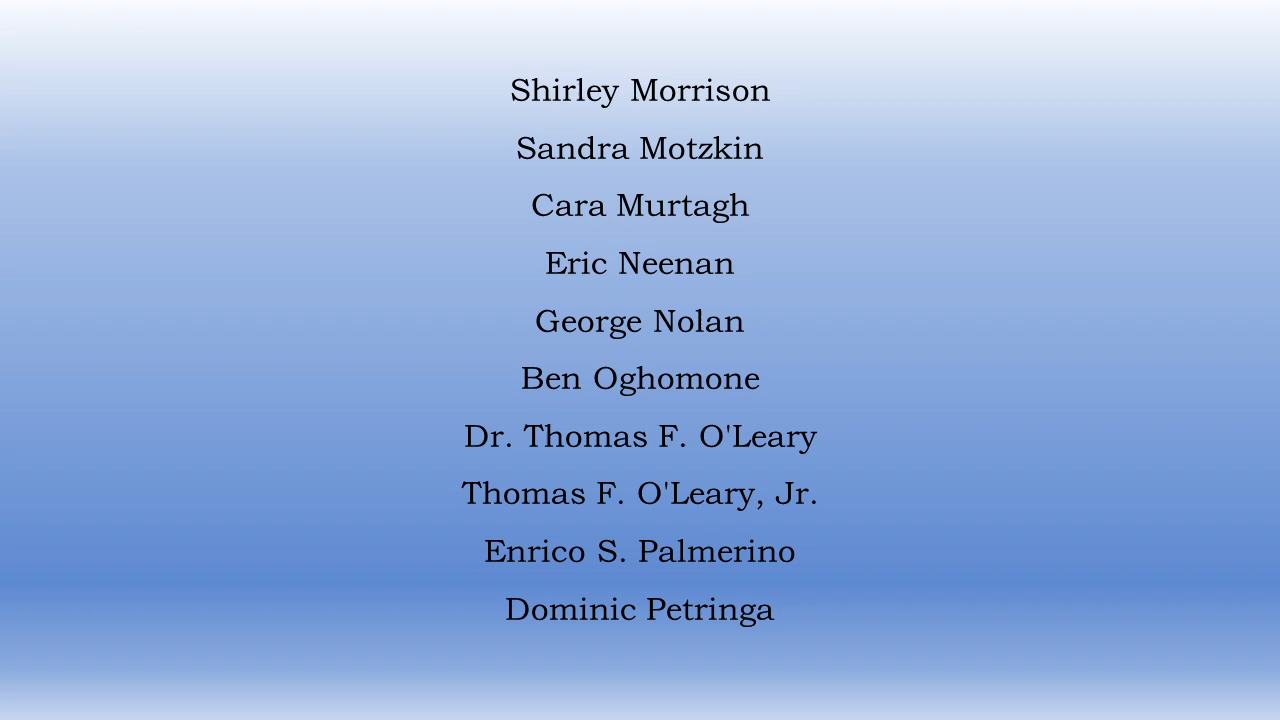 Shirley Morrison
Sandra Motzkin
Cara Murtagh
Eric Neenan
George Nolan
Ben Oghomone
Dr. Thomas F. O'Leary
Thomas F. O'Leary, Jr.
Enrico S. Palmerino
Dominic Petringa